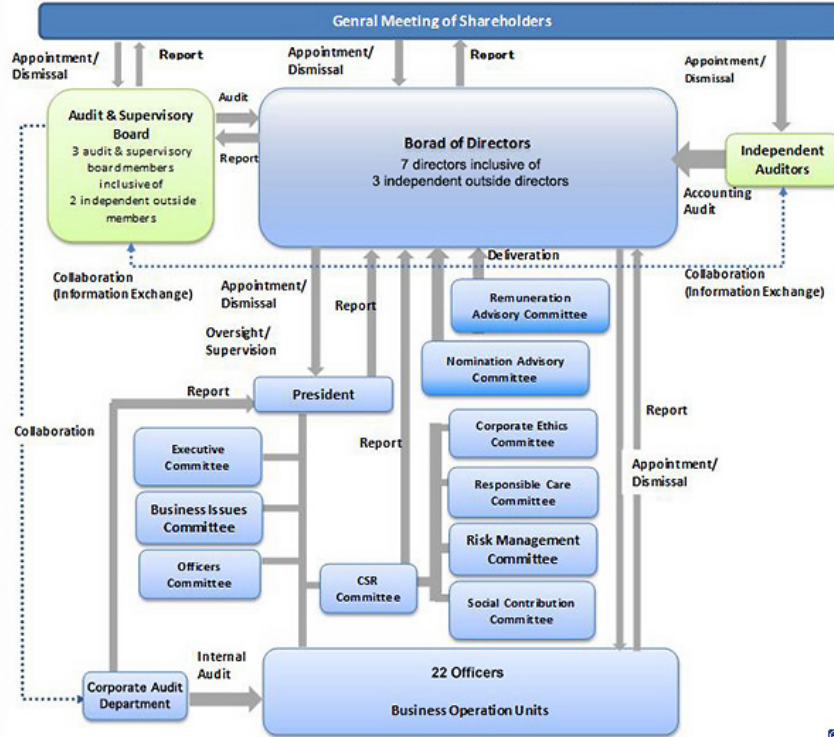 Genral Meeting of Shareholders
Appointment/
Dismissal
Report
Appointment/
Dismissal
Report
Appointment/
Dismissal
Audit & Supervisory
Board
3 audit & supervisory
board members
inclusive of
2 independent outside
members
Audit
Report
Borad of Directors
7 directors inclusive of
3 independent outside directors
Independent
Auditors
Accounting
Audit
Collaboration
(Information Exchange)
Appointment/
Dismissal
Oversight/
Supervision
Report
Deliveration
Collaboration
(Information Exchange)
Remuneration
Advisory Committee
Nomination Advisory
Committee
Report
President
Report
Report
Collaboration
Appointment/
Dismissal
Executive
Committee
Business Issues
Committee
Officers
Committee
CSR
Committee
Corporate Ethics
Committee
Responsible Care
Committee
Risk Management
Committee
Social Contribution
Committee
Internal
Audit
Corporate Audit
Department
22 Officers
Business Operation Units